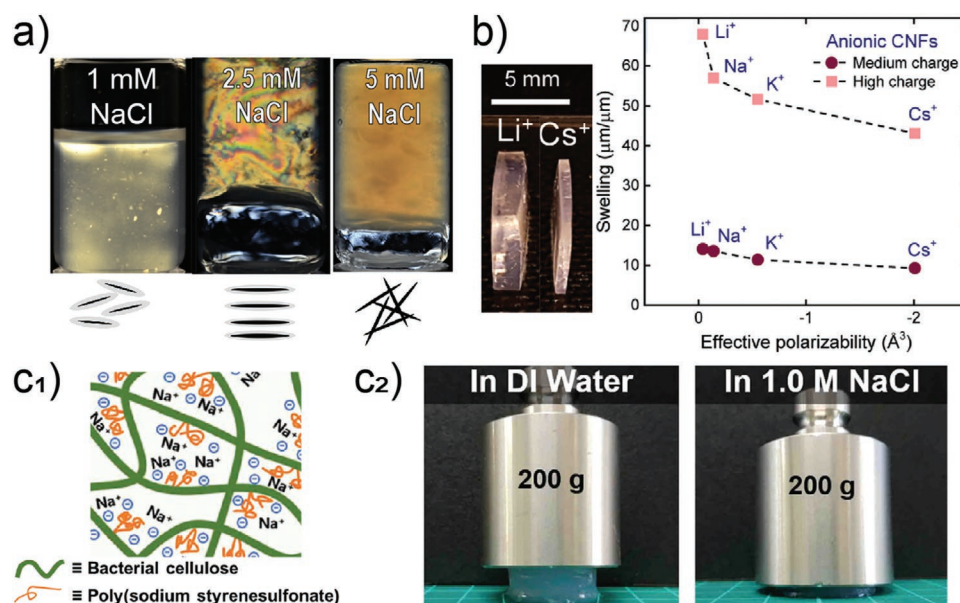 a)
1 mM
NaCl
2.5 mM
NaCl
5 mM
NaCl
b)
5 mm
Li⁺ Cs⁺
70
60
50
40
30
20
10
0
Swelling (μm/μm)
Li⁺
Na⁺
K⁺
Cs⁺
Anionic CNFs
Medium charge
High charge
Li⁺
Na⁺
K⁺
Cs⁺
0 -1 -2
Effective polarizability (Å³)
c₁)
Na⁺
Na⁺
Na⁺
Na⁺
Na⁺
Na⁺
Na⁺
Na⁺
Na⁺
Na⁺
≡ Bacterial cellulose
≡ Poly(sodium styrenesulfonate)
c₂)
In DI Water
200 g
In 1.0 M NaCl
200 g